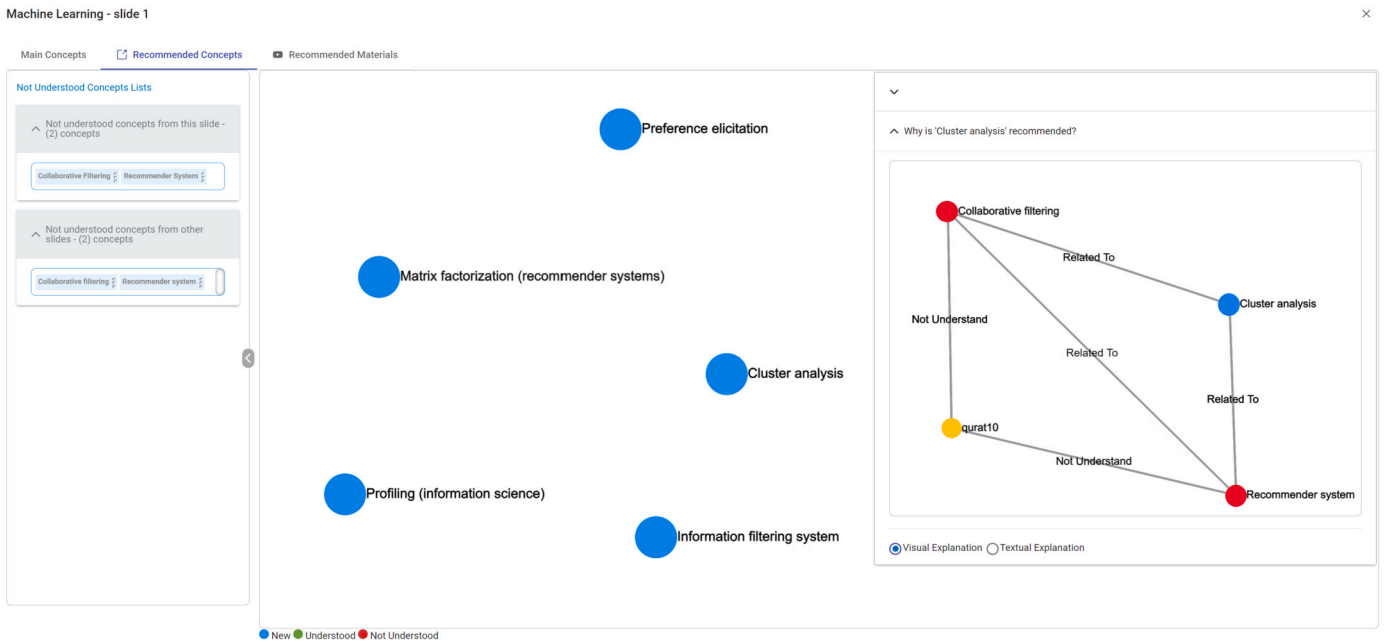 Machine Learning - slide 1
Main Concepts
Recommended Concepts
Recommended Materials
Not Understood Concepts Lists
Not understood concepts from this slide -
(2) concepts
Collaborative Filtering
Recommender System
Not understood concepts from other
slides - (2) concepts
Collaborative filtering
Recommender system
Preference elicitation
Matrix factorization (recommender systems)
Cluster analysis
Profiling (information science)
Information filtering system
Why is 'Cluster analysis' recommended?
Collaborative filtering
Related To
Cluster analysis
Not Understand
Related To
Related To
qurat10
Not Understand
Recommender system
Visual Explanation
Textual Explanation
New
Understood
Not Understood